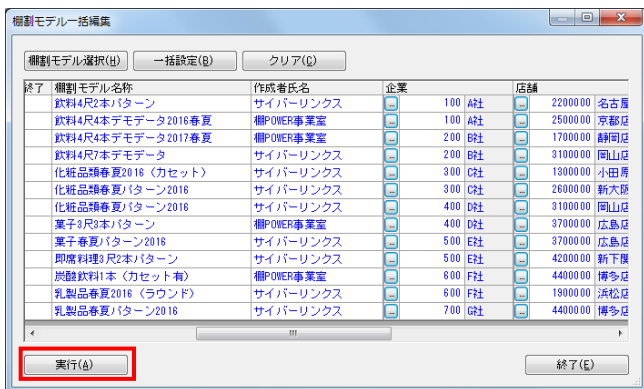 棚割モデル一括編集
棚割モデル選択(H) 一括設定(B) クリア(C)
終了 棚割モデル名称 作成者氏名 企業 店舗
飲料4尺2本パターン サイバーリンクス ... 100 A社 ... 2200000 名古屋
飲料4尺4本デモデータ2016春夏 棚POWER事業室 ... 100 A社 ... 2500000 京都店
飲料4尺4本デモデータ2017春夏 棚POWER事業室 ... 200 B社 ... 1700000 静岡店
飲料4尺7本デモデータ サイバーリンクス ... 200 B社 ... 3100000 岡山店
化粧品類春夏2016（カセット） サイバーリンクス ... 300 C社 ... 1300000 小田原
化粧品類春夏パターン2016 サイバーリンクス ... 300 C社 ... 2600000 新大阪
化粧品類春夏パターン2016 サイバーリンクス ... 400 D社 ... 3100000 岡山店
菓子3尺3本パターン 棚POWER事業室 ... 400 D社 ... 3700000 広島店
菓子春夏パターン2016 サイバーリンクス ... 500 E社 ... 3700000 広島店
即席料理3尺2本パターン サイバーリンクス ... 500 E社 ... 4200000 新下関
炭酸飲料1本（カセット有） 棚POWER事業室 ... 600 F社 ... 4400000 博多店
乳製品春夏2016（ラウンド） サイバーリンクス ... 600 F社 ... 1900000 浜松店
乳製品春夏パターン2016 サイバーリンクス ... 700 G社 ... 4400000 博多店
実行(A) 終了(E)